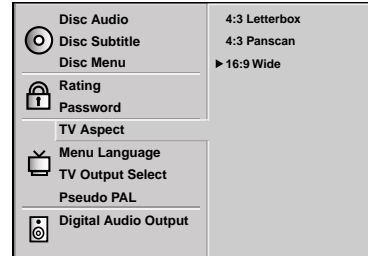 Disc Audio
Disc Subtitle
Disc Menu
Rating
Password
TV Aspect
Menu Language
TV Output Select
Pseudo PAL
Digital Audio Output
4:3 Letterbox
4:3 Panscan
16:9 Wide